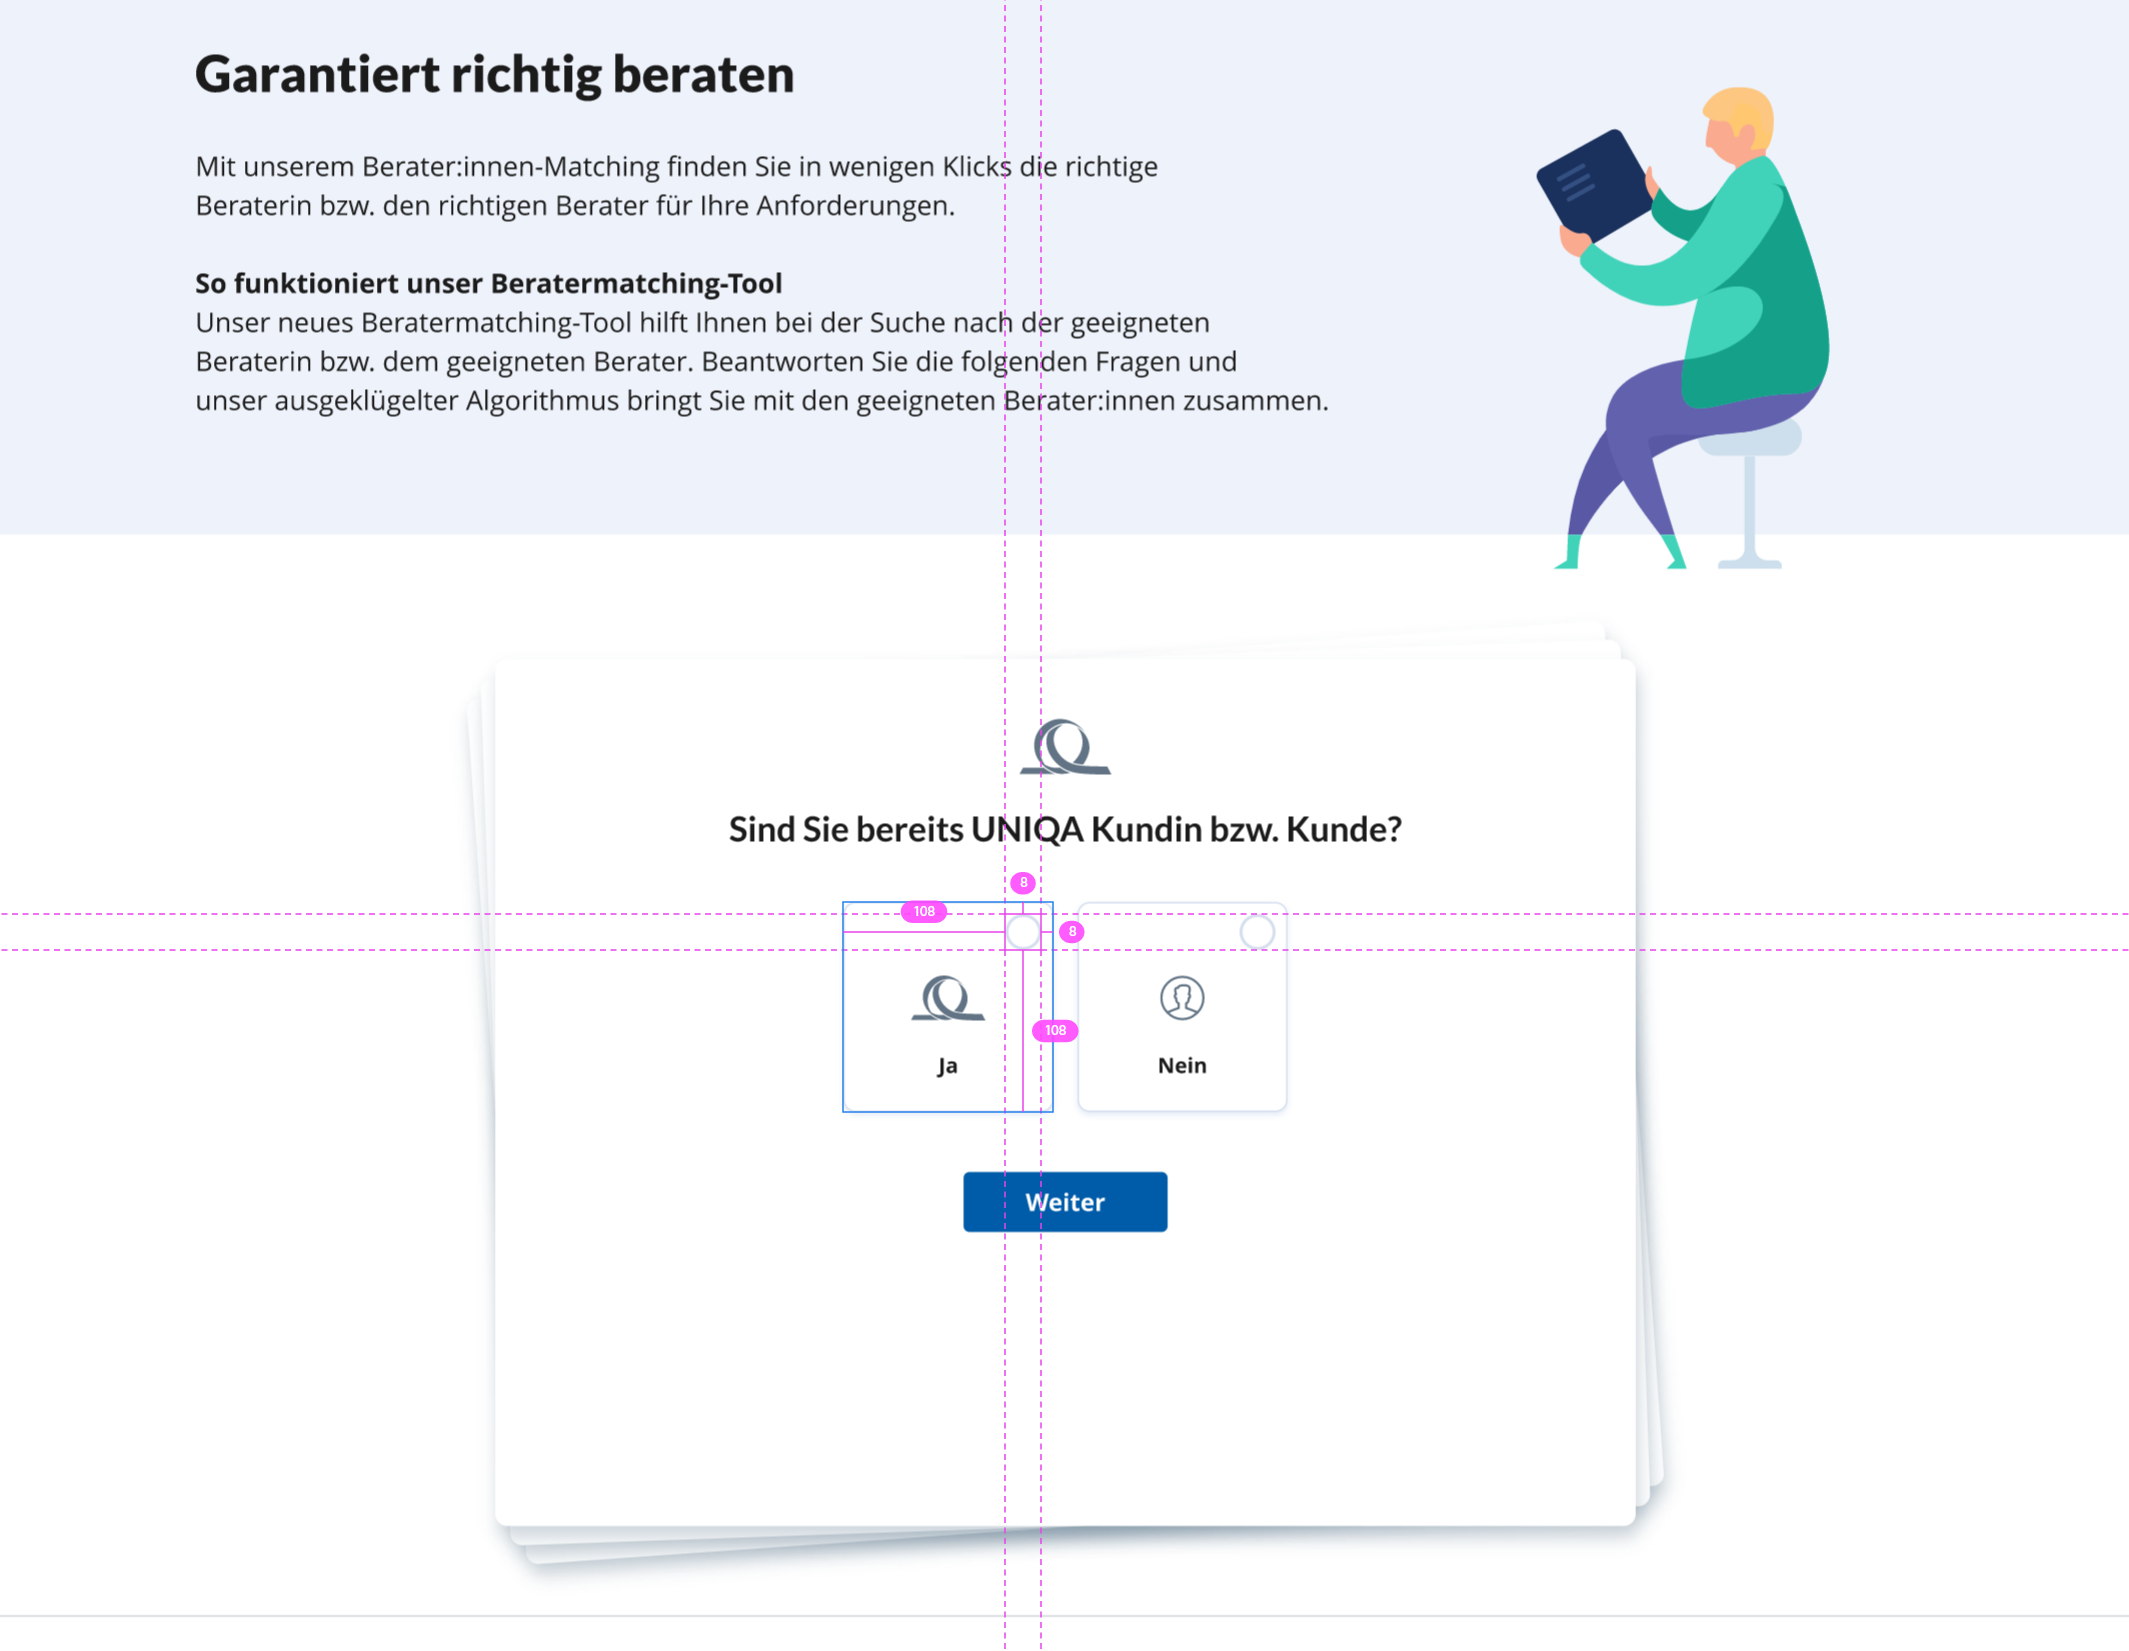 Garantiert richtig beraten
Mit unserem Berater:innen-Matching finden Sie in wenigen Klicks die richtige
Beraterin bzw. den richtigen Berater für Ihre Anforderungen.
So funktioniert unser Beratermatching-Tool
Unser neues Beratermatching-Tool hilft Ihnen bei der Suche nach der geeigneten
Beraterin bzw. dem geeigneten Berater. Beantworten Sie die folgenden Fragen und
unser ausgeklügelter Algorithmus bringt Sie mit den geeigneten Berater:innen zusammen.
Sind Sie bereits UNIQA Kundin bzw. Kunde?
8
108
8
108
Ja
Nein
Weiter